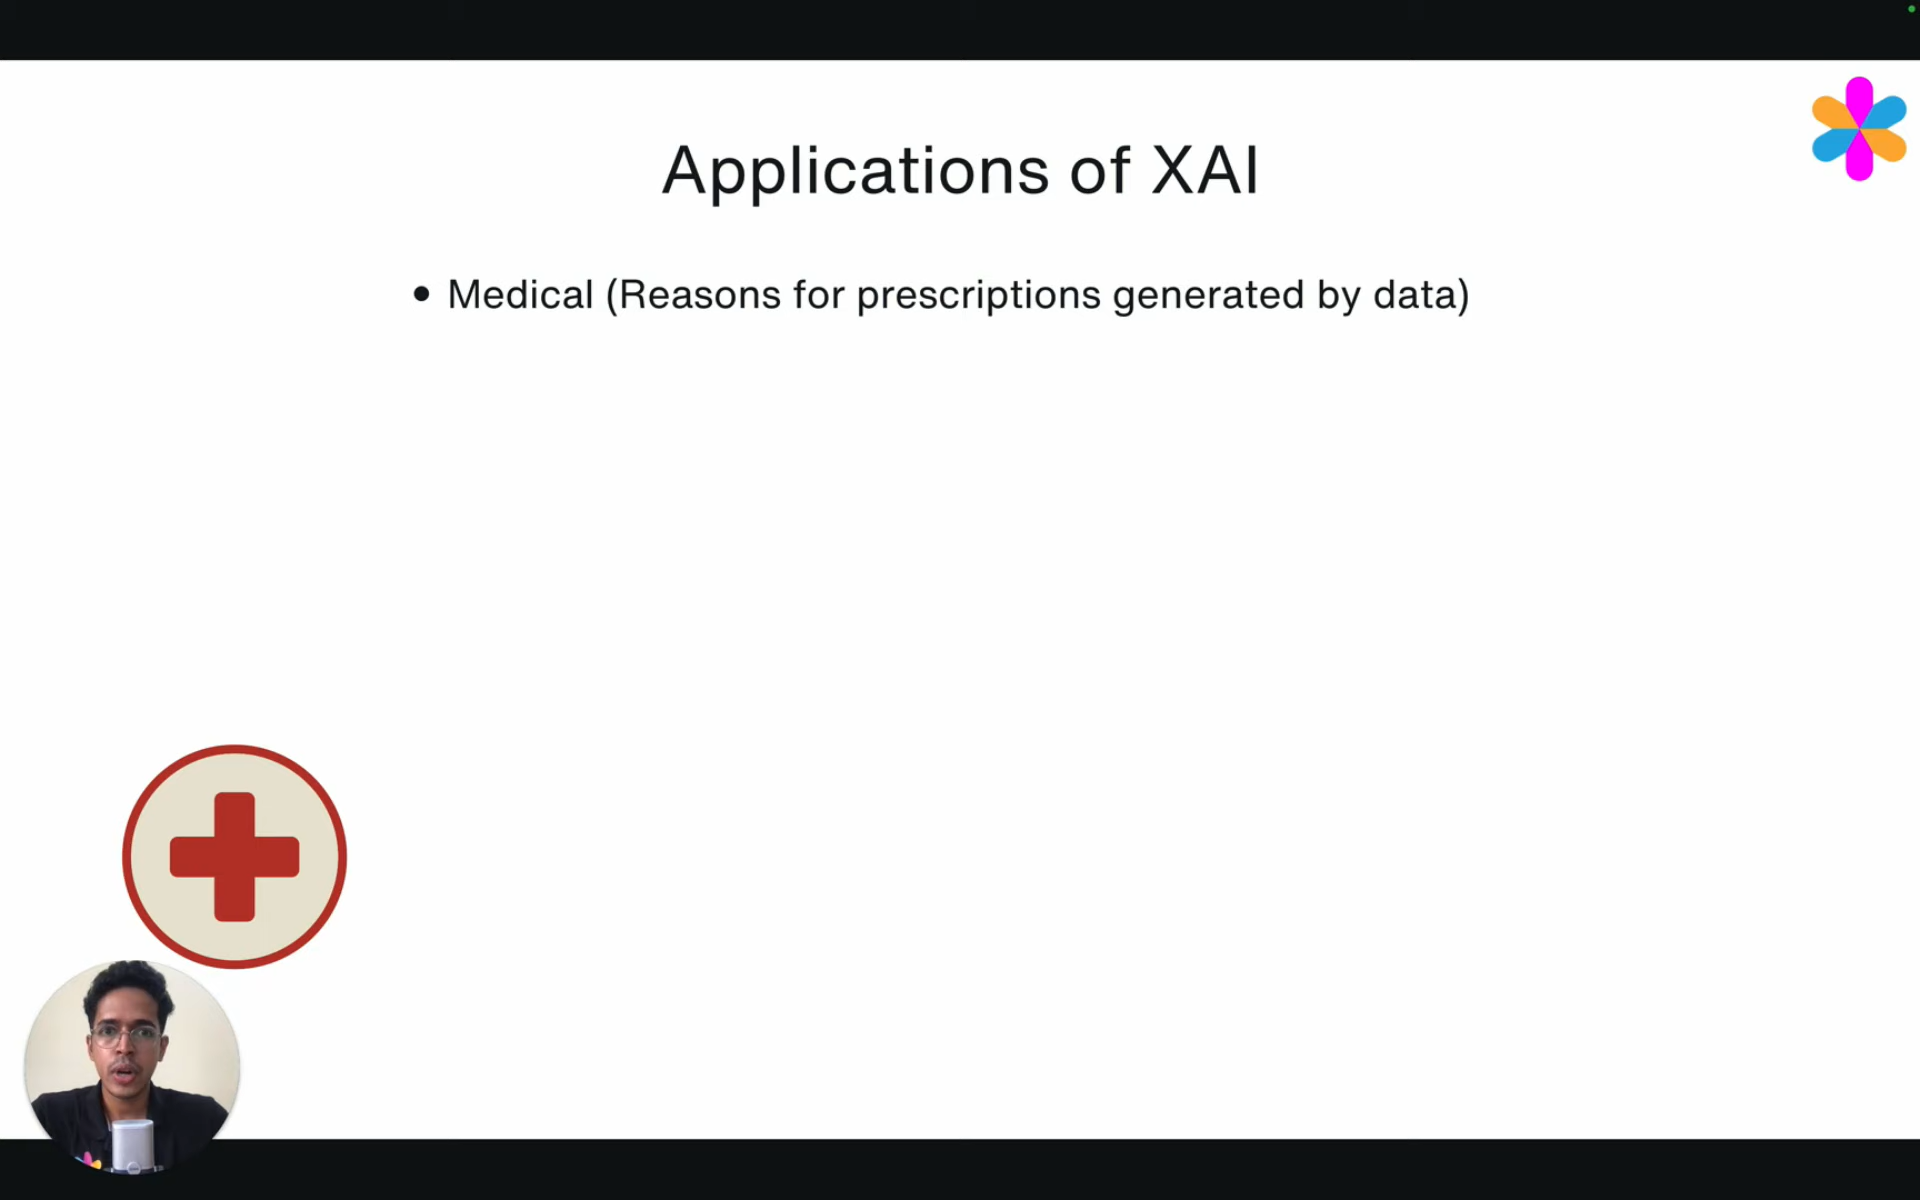 Applications of XAI
• Medical (Reasons for prescriptions generated by data)